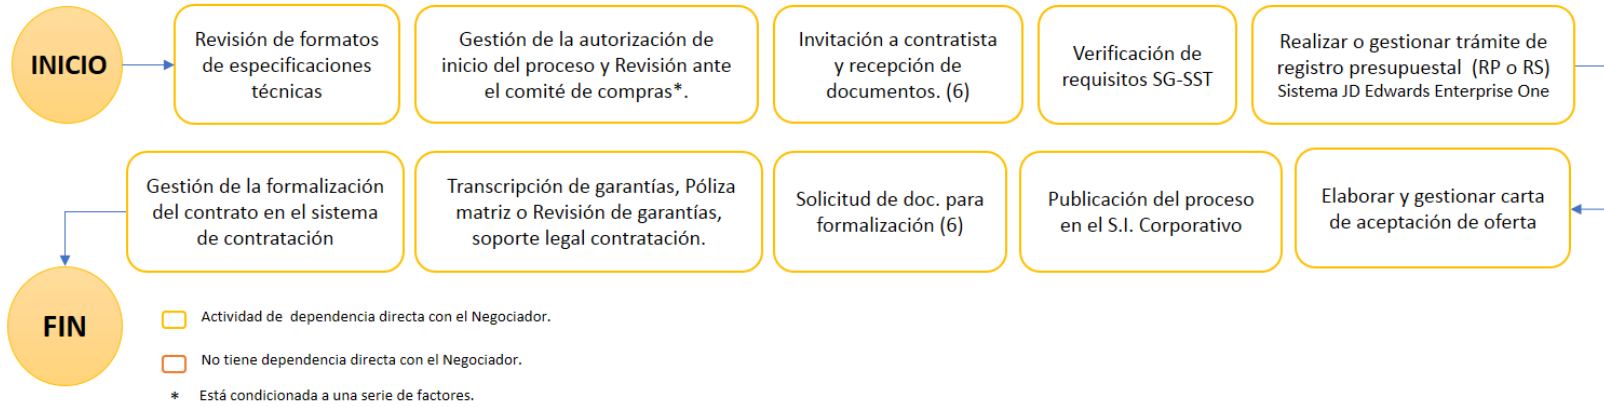 INICIO
Revisión de formatos
de especificaciones
técnicas
Gestión de la autorización de
inicio del proceso y Revisión ante
el comité de compras*.
Invitación a contratista
y recepción de
documentos. (6)
Verificación de
requisitos SG-SST
Realizar o gestionar trámite de
registro presupuestal (RP o RS)
Sistema JD Edwards Enterprise One
Elaborar y gestionar carta
de aceptación de oferta
Publicación del proceso
en el S.I. Corporativo
Solicitud de doc. para
formalización (6)
Transcripción de garantías, Póliza
matriz o Revisión de garantías,
soporte legal contratación.
Gestión de la formalización
del contrato en el sistema
de contratación
FIN
Actividad de dependencia directa con el Negociador.
No tiene dependencia directa con el Negociador.
* Está condicionada a una serie de factores.